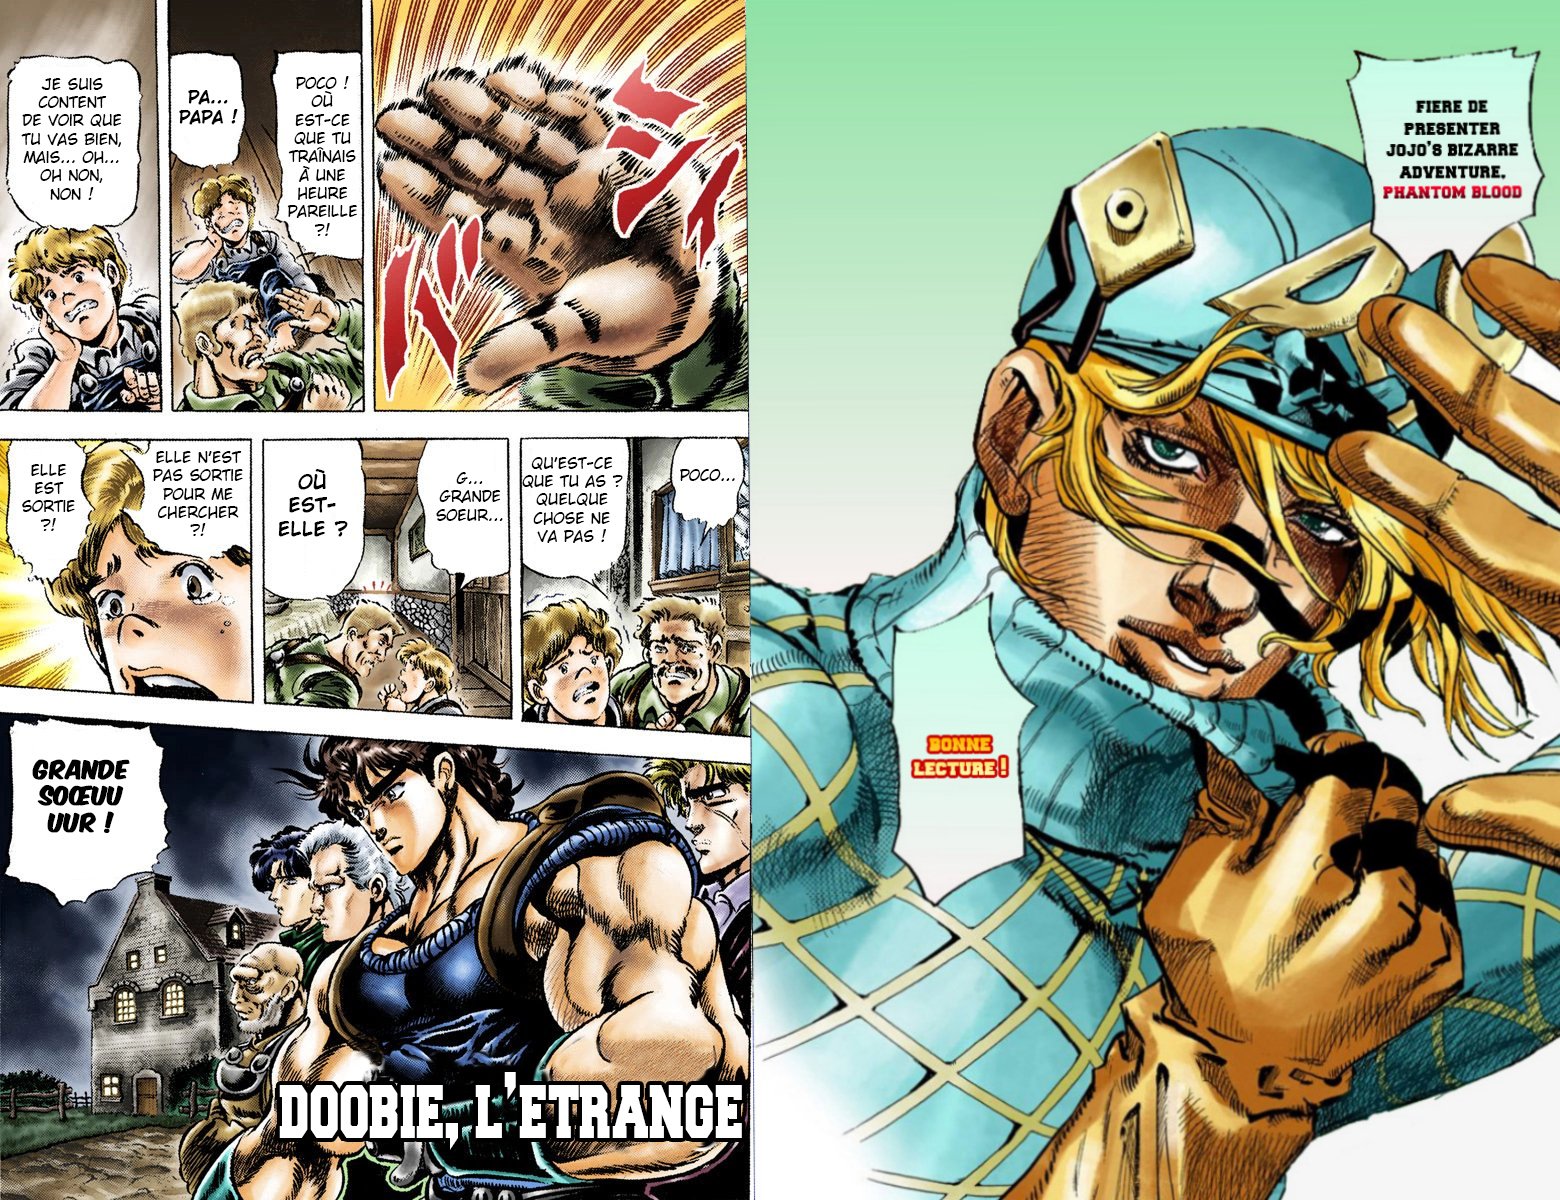 FIERE DE
PRESENTER
JOJO'S BIZARRE
ADVENTURE.
PHANTOM BLOOD
BONNE
LECTURE !
バシィ
POCO !
OÙ
EST-CE
QUE TU
TRAÎNAIS
À UNE
HEURE
PAREILLE
?!
PA...
PAPA !
JE SUIS
CONTENT
DE VOIR QUE
TU VAS BIEN,
MAIS... OH...
OH NON,
NON !
POCO...
QU'EST-CE
QUE TU AS ?
QUELQUE
CHOSE NE
VA PAS !
G...
GRANDE
SOEUR...
OÙ
EST-
ELLE ?
ELLE N'EST
PAS SORTIE
POUR ME
CHERCHER
?!
ELLE
EST
SORTIE
?!
GRANDE
SOŒUU
UUR !
DOOBIE, L'ETRANGE